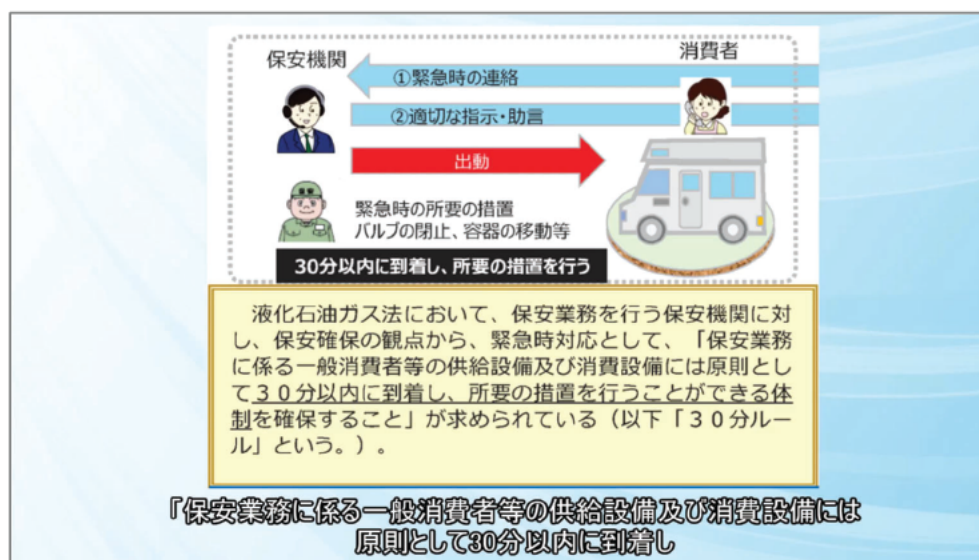 保安機関
消費者
①緊急時の連絡
②適切な指示・助言
出動
緊急時の所要の措置
バルブの閉止、容器の移動等
30分以内に到着し、所要の措置を行う
液化石油ガス法において、保安業務を行う保安機関に対
し、保安確保の観点から、緊急時対応として、「保安業務
に係る一般消費者等の供給設備及び消費設備には原則とし
て３０分以内に到着し、所要の措置を行うことができる体
制を確保すること」が求められている（以下「３０分ルー
ル」という。）。
「保安業務に係る一般消費者等の供給設備及び消費設備には
原則として30分以内に到着し